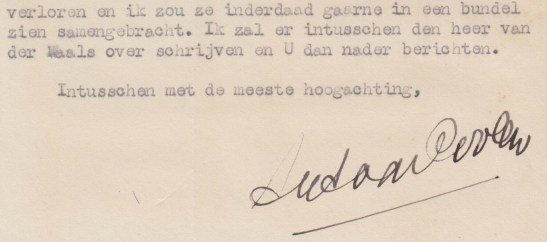 verloren en ik zou ze inderdaad gaarne in een bundel
zien samengebracht. Ik zal er intusschen den heer van
der Waals over schrijven en U dan nader berichten.
Intusschen met de meeste hoogachting,